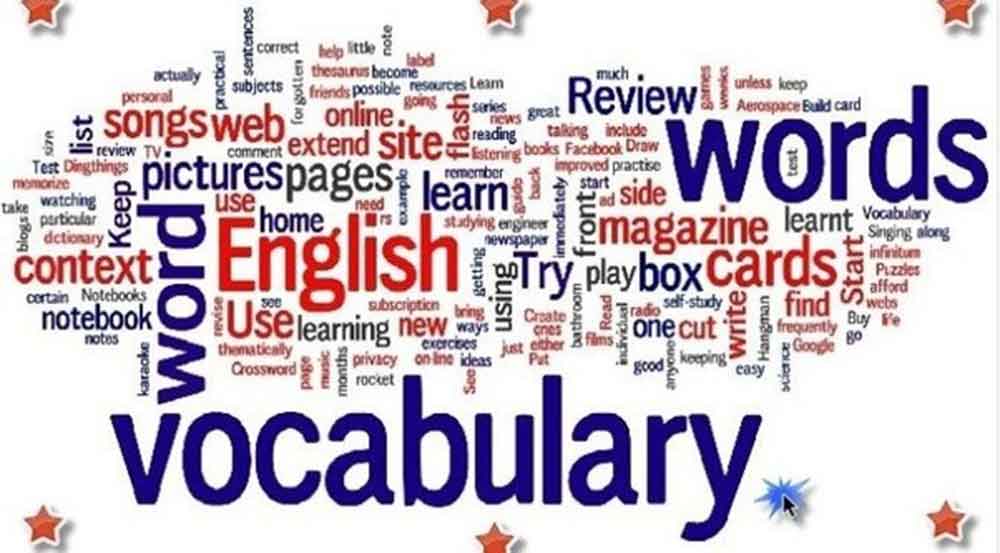 sentences
correct
help little note
label
actually
practical
subjects
forgotten
thesaurus become
friends possible resources Learn
going
personal
songs web
online
extend site
flash
series
news
reading
listening
great
Review
much
games
weeks
unless keep
Aerospace Build card
words
test
talking include
books Facebook Draw
improved practise
size
list
review TV
comment
Test Dingthings
memorize
pictures pages
example
remember
learn
guide
back
immediately
start
ad side
front
take
watching
blogs
particular
dictionary
Keep
word
use
home
need
rs
studying engineer
newspaper
magazine
learnt
Vocabulary
Singing along
context
English
getting
using
Try
play box cards
Start
infinitum
Puzzles
afford
webs
life
certain Notebooks
notebook
notes
revise
see
Use learning
subscription
new
bring
ways
exercises
Create
ones
either
just
Put
bathroom
films
Read
individual
radio
self-study
one cut
write
Hangman
find
frequently
Google
Buy
go
karaoke
thematically
Crossword
page
music
months
privacy
rocket
on-line ideas
See
good
anyone
keeping
easy
science
vocabulary